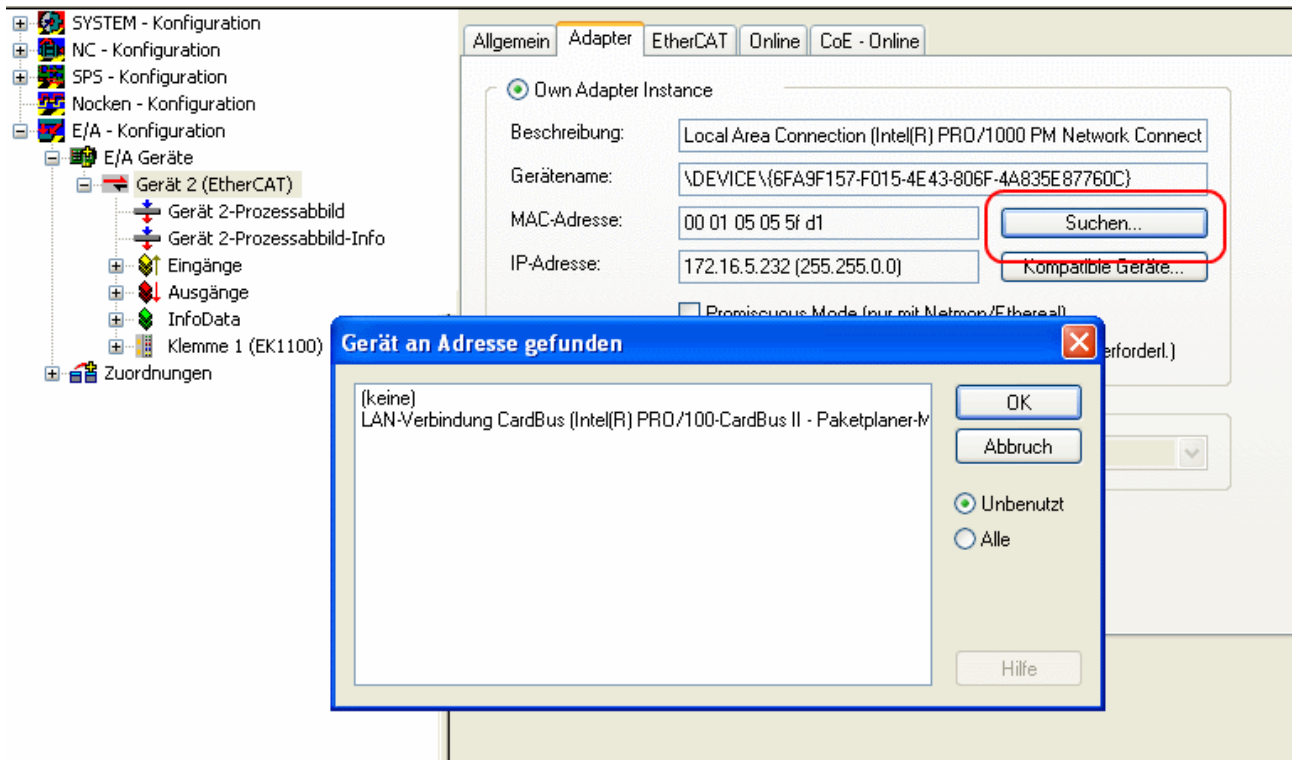 SYSTEM - Konfiguration
NC - Konfiguration
SPS - Konfiguration
Nocken - Konfiguration
E/A - Konfiguration
E/A Geräte
Gerät 2 (EtherCAT)
Gerät 2-Prozessabbild
Gerät 2-Prozessabbild-Info
Eingänge
Ausgänge
InfoData
Klemme 1 (EK1100)
Zuordnungen
Allgemein Adapter EtherCAT Online CoE - Online
Own Adapter Instance
Beschreibung: Local Area Connection (Intel(R) PRO/1000 PM Network Connect
Gerätename: \DEVICE\{6FA9F157-F015-4E43-806F-4A835E87760C}
MAC-Adresse: 00 01 05 05 5f d1 Suchen...
IP-Adresse: 172.16.5.232 (255.255.0.0) Kompatible Geräte...
Promiscuous Mode (nur mit Netmon/Ethereal)
erforderl.)
Gerät an Adresse gefunden
(keine)
LAN-Verbindung CardBus (Intel(R) PRO/100-CardBus II - Paketplaner-M
OK
Abbruch
Unbenutzt
Alle
Hilfe